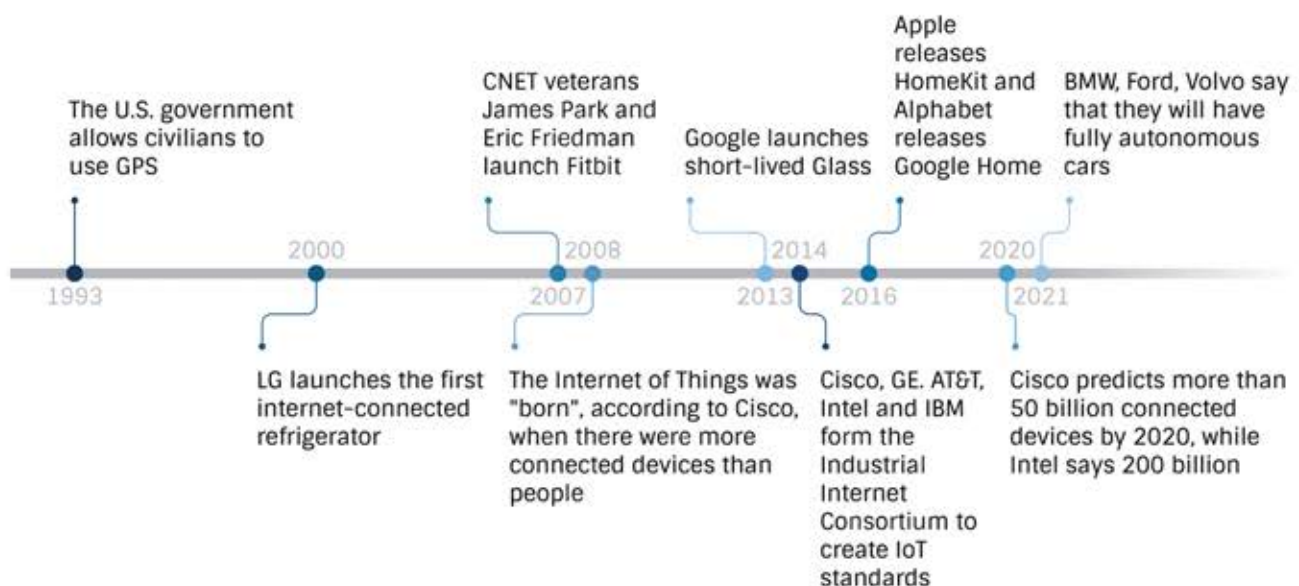 The U.S. government
allows civilians to
use GPS
1993
2000
LG launches the first
internet-connected
refrigerator
CNET veterans
James Park and
Eric Friedman
launch Fitbit
2007
2008
The Internet of Things was
"born", according to Cisco,
when there were more
connected devices than
people
Google launches
short-lived Glass
2013
2014
Cisco, GE. AT&T,
Intel and IBM
form the
Industrial
Internet
Consortium to
create IoT
standards
Apple
releases
HomeKit and
Alphabet
releases
Google Home
2016
2020
Cisco predicts more than
50 billion connected
devices by 2020, while
Intel says 200 billion
BMW, Ford, Volvo say
that they will have
fully autonomous
cars
2021